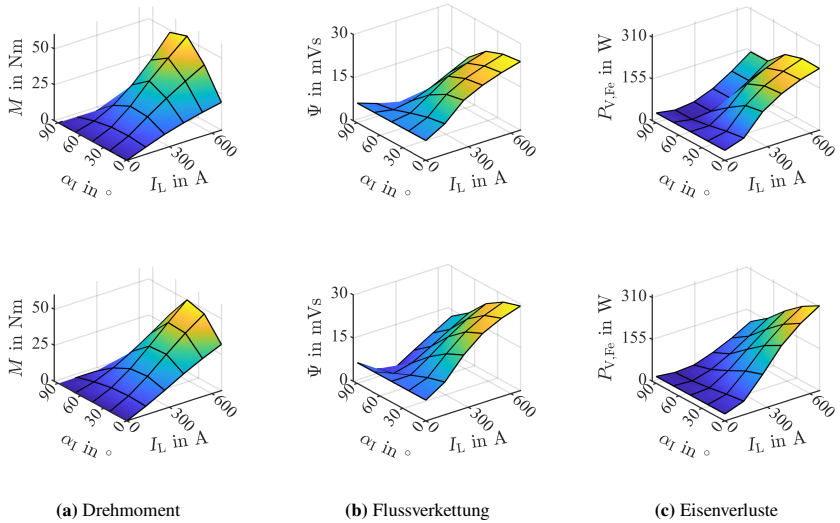 50
25
0
M in Nm
90
60
30
0
0
300
600
α_I in °
I_L in A
30
15
0
Ψ in mVs
90
60
30
0
0
300
600
α_I in °
I_L in A
310
155
0
P_V,Fe in W
90
60
30
0
0
300
600
α_I in °
I_L in A
50
25
0
M in Nm
90
60
30
0
0
300
600
α_I in °
I_L in A
30
15
0
Ψ in mVs
90
60
30
0
0
300
600
α_I in °
I_L in A
310
155
0
P_V,Fe in W
90
60
30
0
0
300
600
α_I in °
I_L in A
(a) Drehmoment
(b) Flussverkettung
(c) Eisenverluste